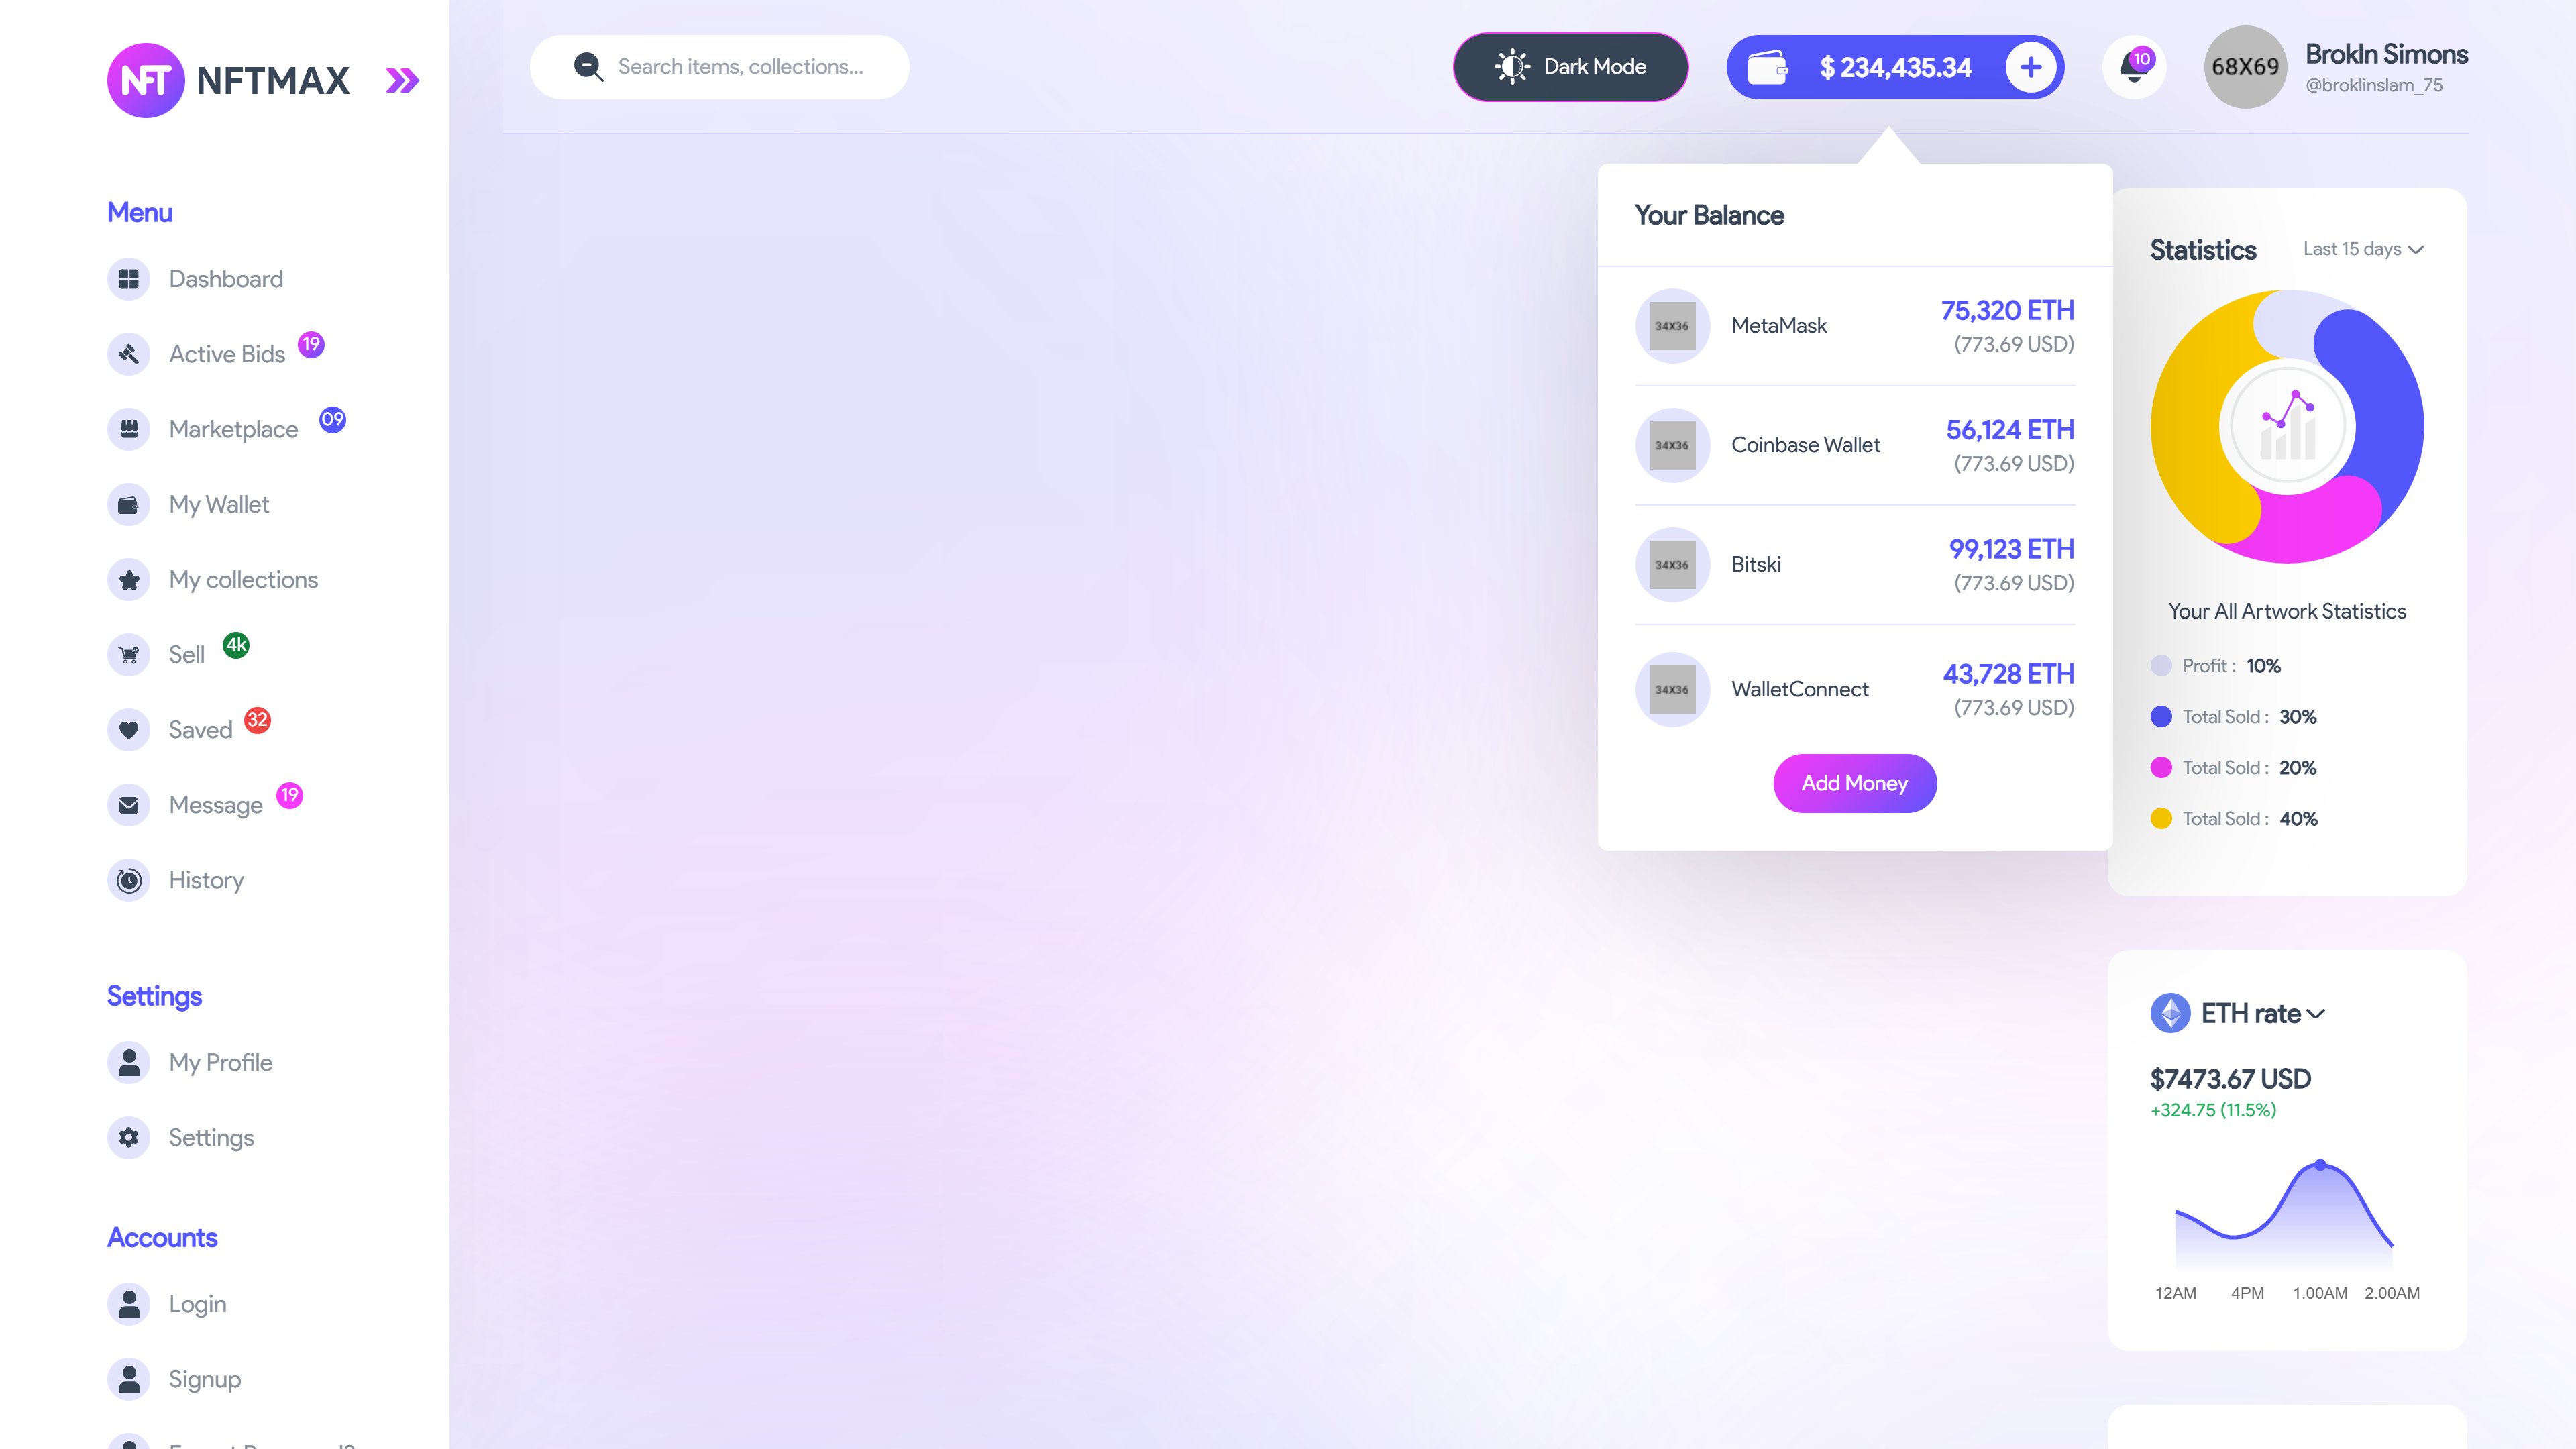 NFT NFTMAX
Menu
Dashboard
Active Bids 19
Marketplace 09
My Wallet
My collections
Sell 4k
Saved 32
Message 19
History
Settings
My Profile
Settings
Accounts
Login
Signup
Search items, collections...
Dark Mode
$ 234,435.34
10
68X69
Brokln Simons
@broklinslam_75
Your Balance
34X36
MetaMask
75,320 ETH
(773.69 USD)
34X36
Coinbase Wallet
56,124 ETH
(773.69 USD)
34X36
Bitski
99,123 ETH
(773.69 USD)
34X36
WalletConnect
43,728 ETH
(773.69 USD)
Add Money
Statistics
Last 15 days
Your All Artwork Statistics
Profit : 10%
Total Sold : 30%
Total Sold : 20%
Total Sold : 40%
ETH rate
$7473.67 USD
+324.75 (11.5%)
12AM 4PM 1.00AM 2.00AM